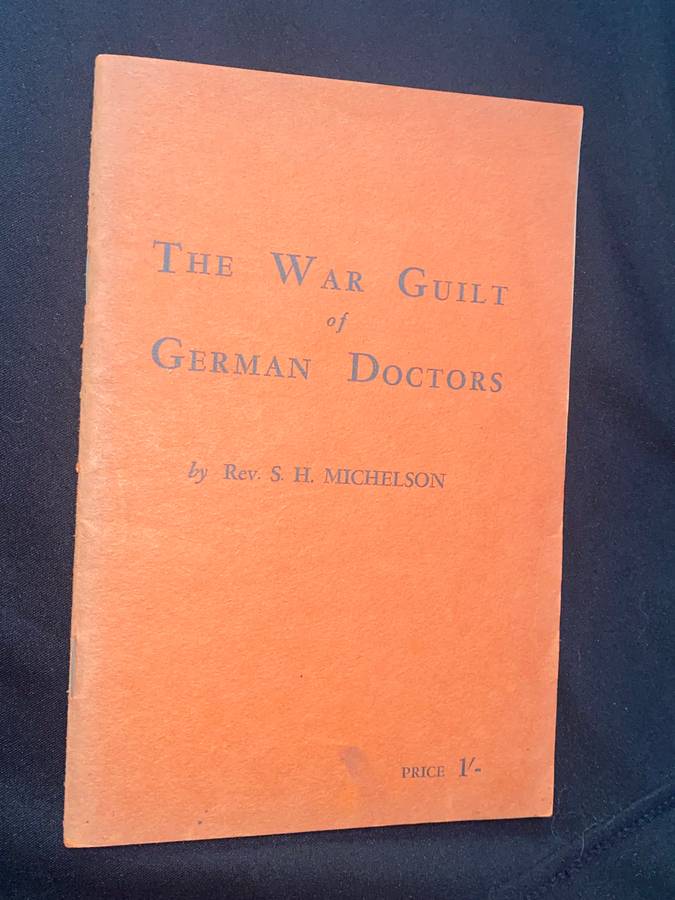 THE WAR GUILT
of
GERMAN DOCTORS
by Rev. S. H. MICHELSON
PRICE 1/-